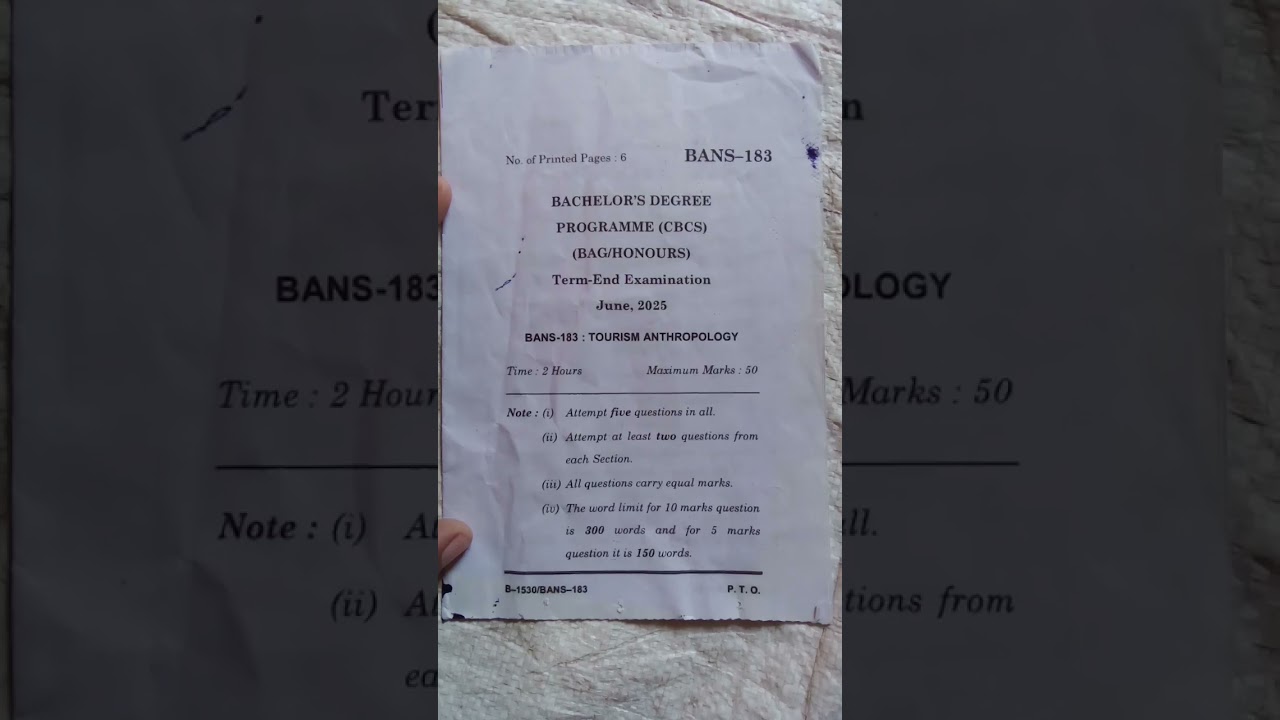 No. of Printed Pages : 6 BANS–183
BACHELOR'S DEGREE
PROGRAMME (CBCS)
(BAG/HONOURS)
Term-End Examination
June, 2025
BANS-183 : TOURISM ANTHROPOLOGY
Time : 2 Hours Maximum Marks : 50
Note : (i) Attempt five questions in all.
(ii) Attempt at least two questions from
each Section.
(iii) All questions carry equal marks.
(iv) The word limit for 10 marks question
is 300 words and for 5 marks
question it is 150 words.
B–1530/BANS–183 P. T. O.